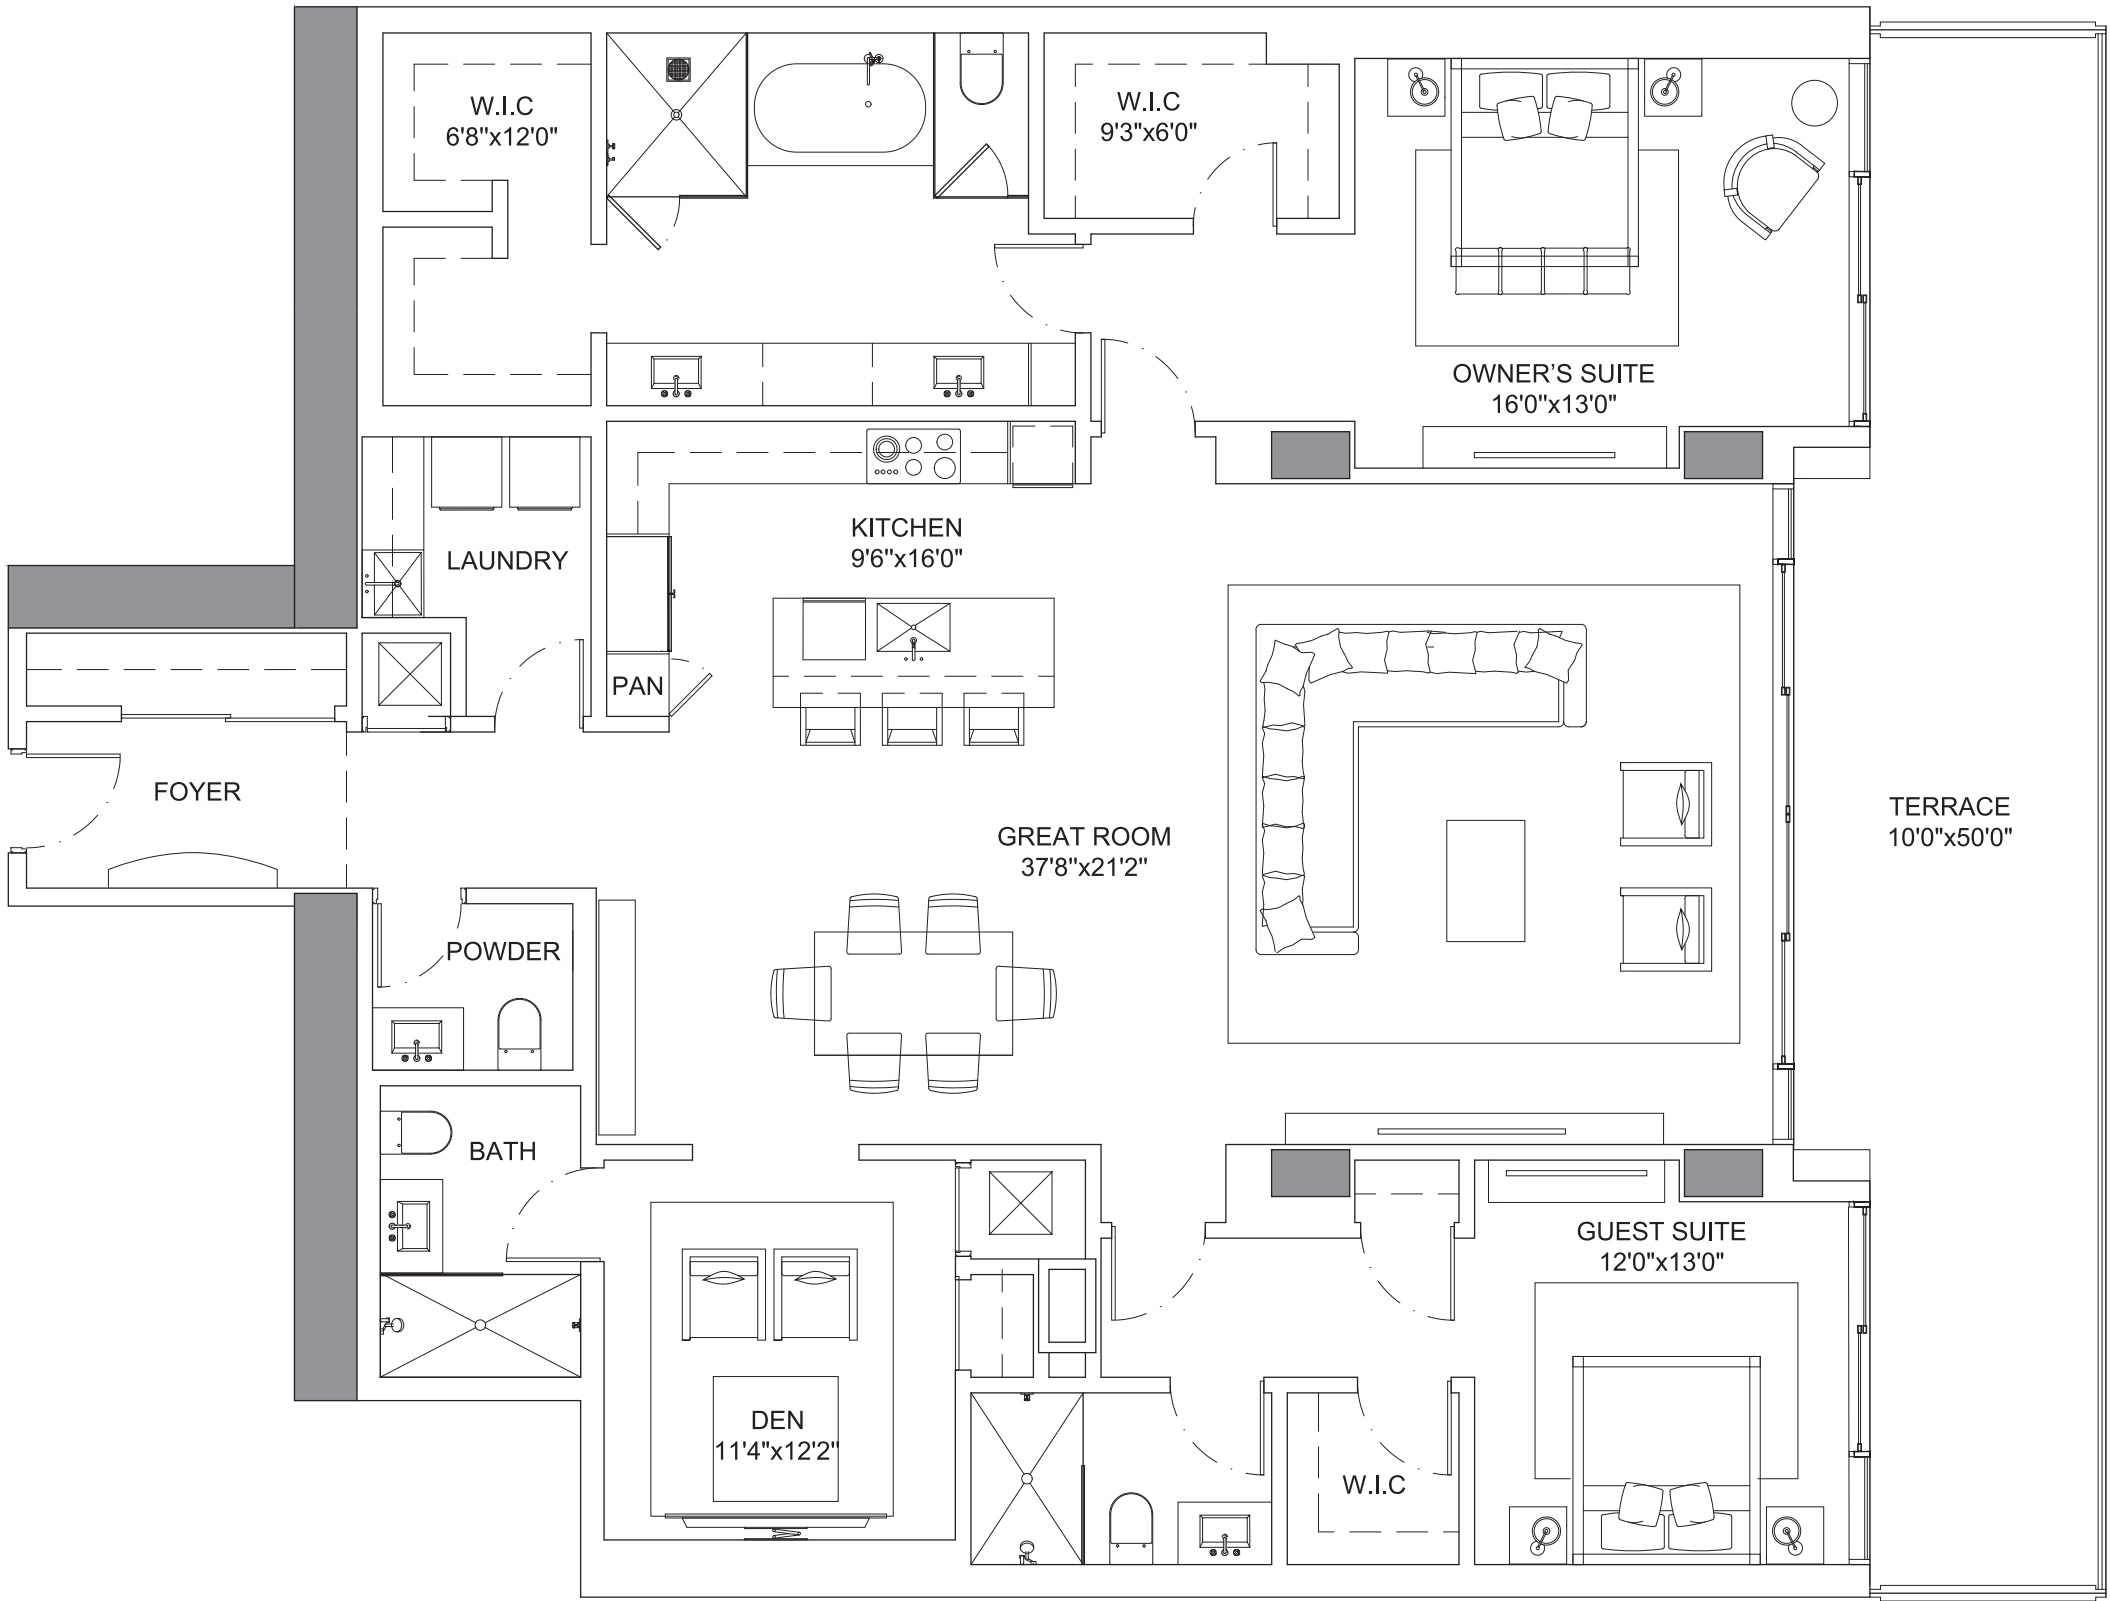 W.I.C
6'8"x12'0"
W.I.C
9'3"x6'0"
OWNER'S SUITE
16'0"x13'0"
KITCHEN
9'6"x16'0"
LAUNDRY
PAN
FOYER
GREAT ROOM
37'8"x21'2"
TERRACE
10'0"x50'0"
POWDER
BATH
GUEST SUITE
12'0"x13'0"
DEN
11'4"x12'2"
W.I.C